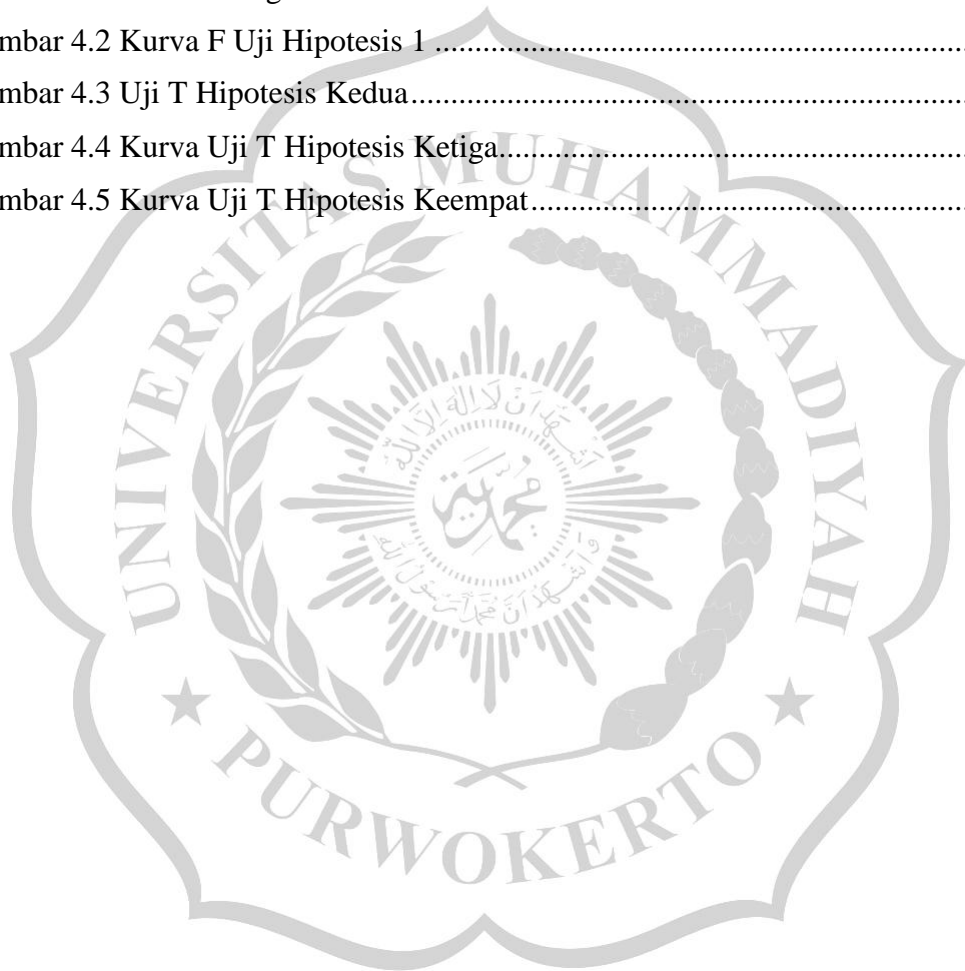 mbar 4.2 Kurva F Uji Hipotesis 1 ....................................................................
mbar 4.3 Uji T Hipotesis Kedua.......................................................................
mbar 4.4 Kurva Uji T Hipotesis Ketiga............................................................
mbar 4.5 Kurva Uji T Hipotesis Keempat........................................................
UNIVERSITAS MUHAMMADIYAH
PURWOKERTO